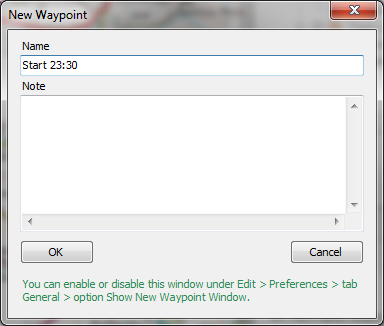 New Waypoint
Name
Start 23:30
Note
OK
Cancel
You can enable or disable this window under Edit > Preferences > tab
General > option Show New Waypoint Window.